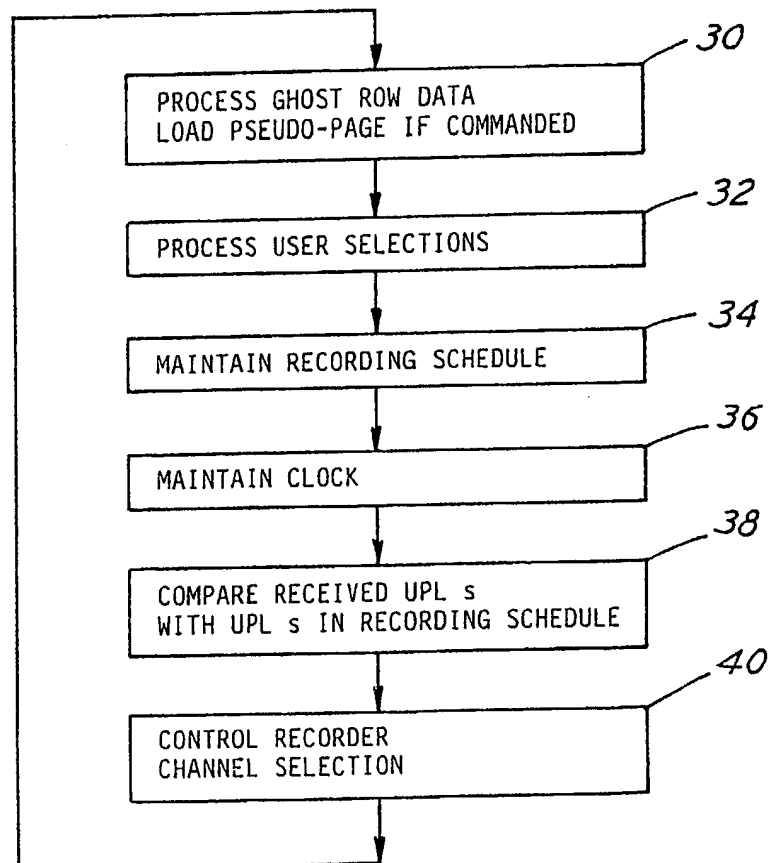 30
PROCESS GHOST ROW DATA
LOAD PSEUDO-PAGE IF COMMANDED
32
PROCESS USER SELECTIONS
34
MAINTAIN RECORDING SCHEDULE
36
MAINTAIN CLOCK
38
COMPARE RECEIVED UPL s
WITH UPL s IN RECORDING SCHEDULE
40
CONTROL RECORDER
CHANNEL SELECTION